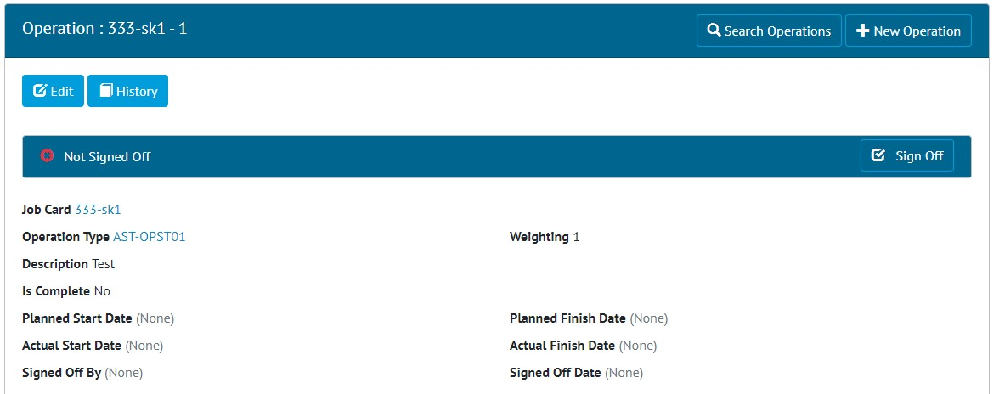 Operation : 333-sk1 - 1
Search Operations
New Operation
Edit
History
Not Signed Off
Sign Off
Job Card 333-sk1
Operation Type AST-OPST01
Weighting 1
Description Test
Is Complete No
Planned Start Date (None)
Planned Finish Date (None)
Actual Start Date (None)
Actual Finish Date (None)
Signed Off By (None)
Signed Off Date (None)